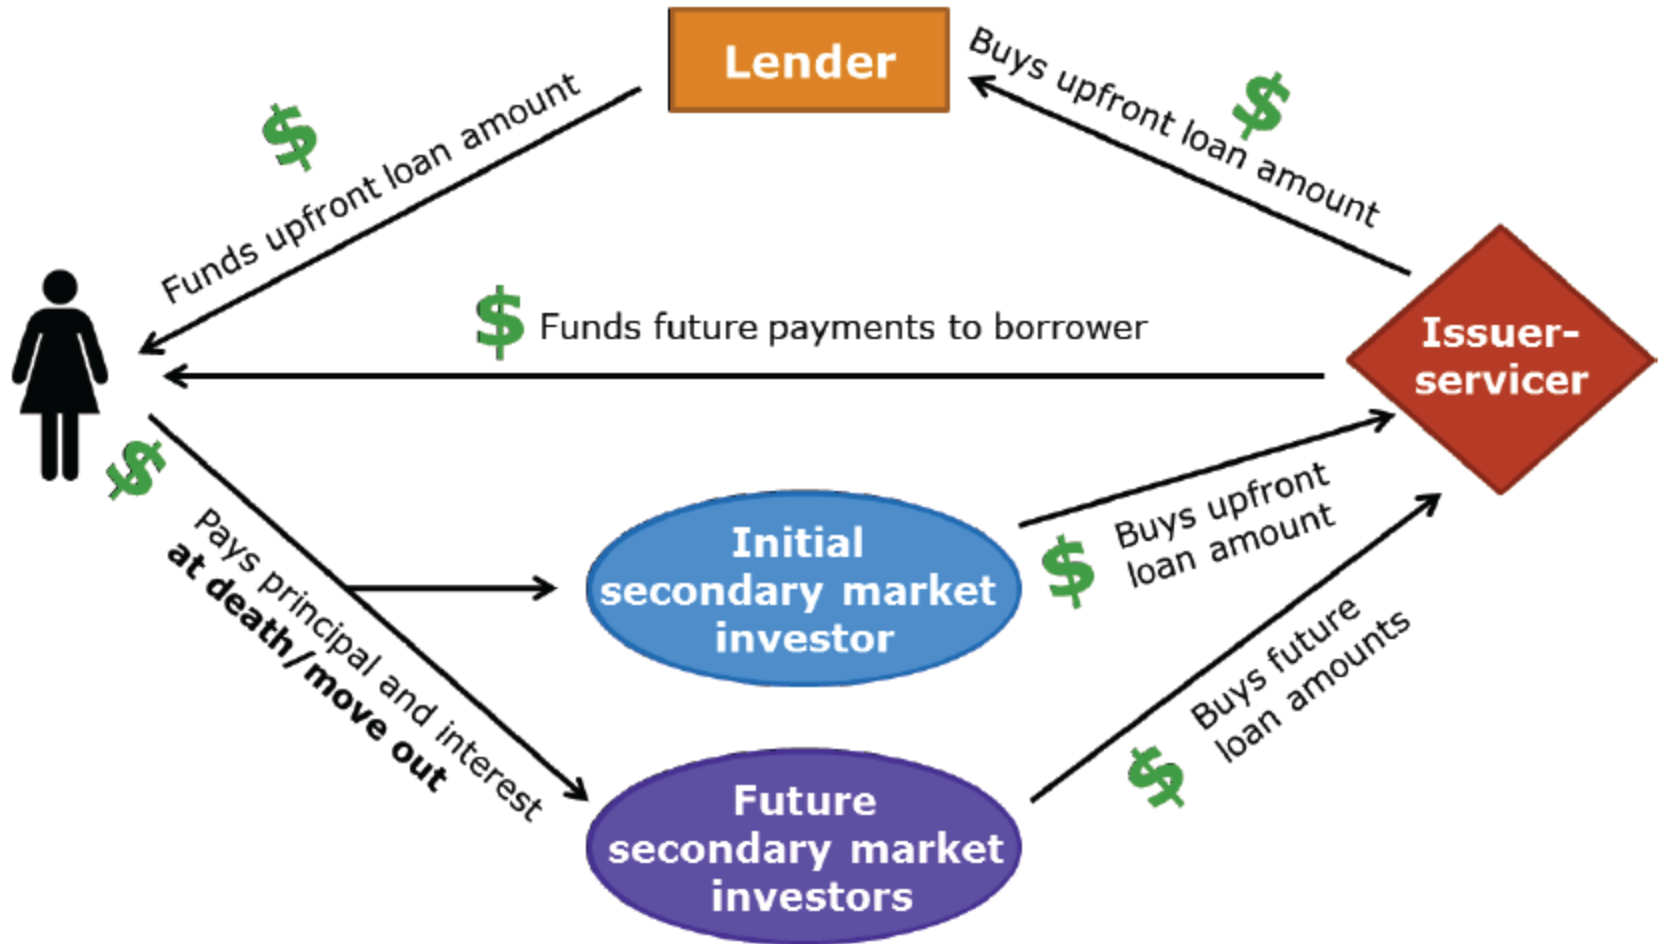 Lender
$
Funds upfront loan amount
Buys upfront loan amount
$
$ Funds future payments to borrower
Issuer-
servicer
$
Pays principal and interest
at death/move out
Initial
secondary market
investor
$
Buys upfront
loan amount
Future
secondary market
investors
$
Buys future
loan amounts